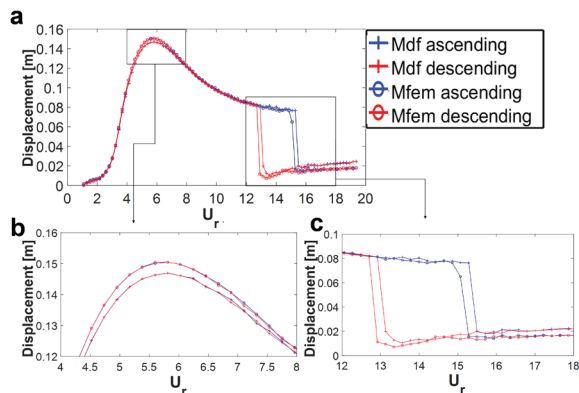 a
Displacement [m]
0.16
0.14
0.12
0.1
0.08
0.06
0.04
0.02
0
0 2 4 6 8 10 12 14 16 18 20
U_r
Mdf ascending
Mdf descending
Mfem ascending
Mfem descending
b
Displacement [m]
0.16
0.15
0.14
0.13
0.12
4 4.5 5 5.5 6 6.5 7 7.5 8
U_r
c
Displacement [m]
0.1
0.08
0.06
0.04
0.02
0
12 13 14 15 16 17 18
U_r